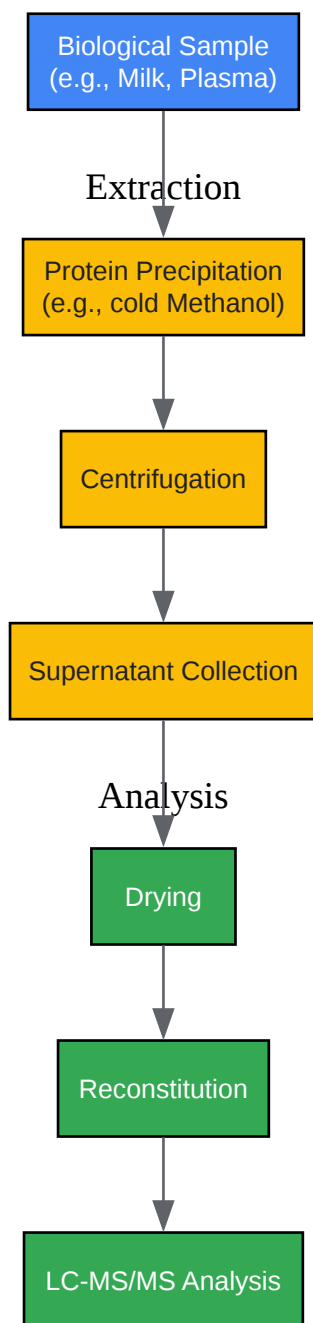 Biological Sample
(e.g., Milk, Plasma)
Extraction
Protein Precipitation
(e.g., cold Methanol)
Centrifugation
Supernatant Collection
Analysis
Drying
Reconstitution
LC-MS/MS Analysis